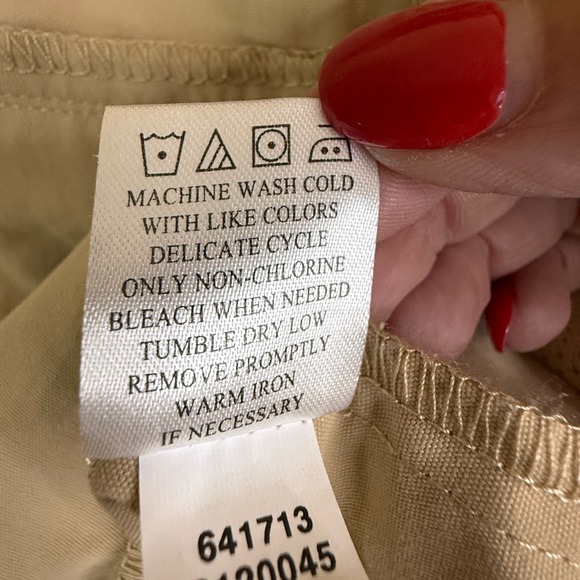 MACHINE WASH COLD
WITH LIKE COLORS
DELICATE CYCLE
ONLY NON-CHLORINE
BLEACH WHEN NEEDED
TUMBLE DRY LOW
REMOVE PROMPTLY
WARM IRON
IF NECESSARY
641713